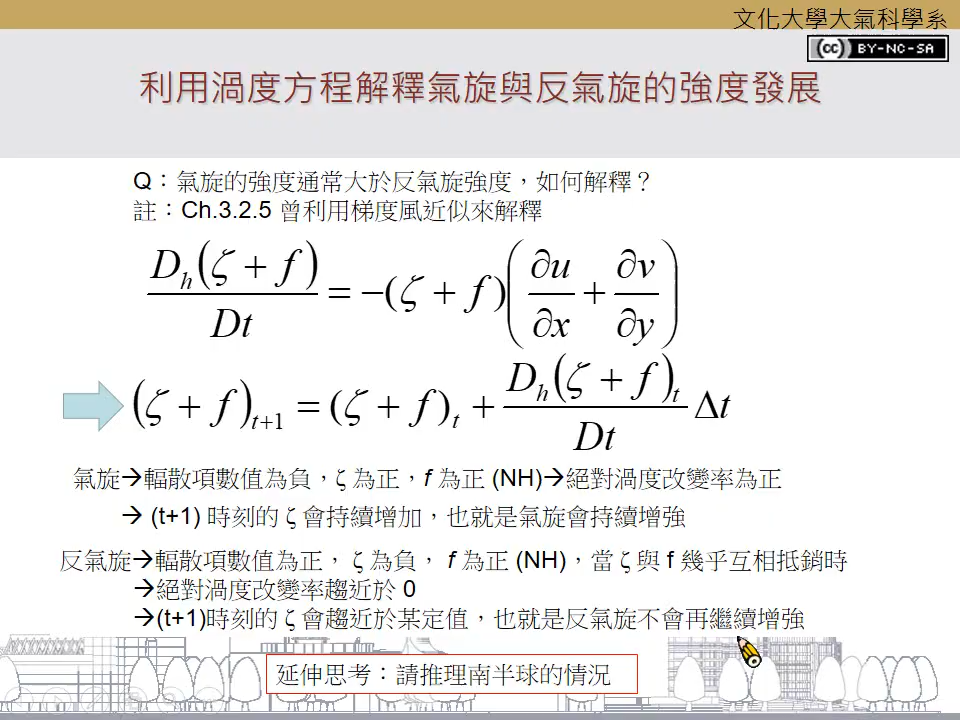 文化大學大氣科學系
(cc) BY-NC-SA
利用渦度方程解釋氣旋與反氣旋的強度發展
Q：氣旋的強度通常大於反氣旋強度，如何解釋？
註：Ch.3.2.5 曾利用梯度風近似來解釋
D_h(ζ + f)/Dt = −(ζ + f)(∂u/∂x + ∂v/∂y)
(ζ + f)_{t+1} = (ζ + f)_t + D_h(ζ + f)_t/Dt Δt
氣旋→輻散項數值為負，ζ 為正，f 為正 (NH)→絕對渦度改變率為正
→ (t+1) 時刻的 ζ 會持續增加，也就是氣旋會持續增強
反氣旋→輻散項數值為正， ζ 為負， f 為正 (NH)，當 ζ 與 f 幾乎互相抵銷時
→絕對渦度改變率趨近於 0
→(t+1)時刻的 ζ 會趨近於某定值，也就是反氣旋不會再繼續增強
延伸思考：請推理南半球的情況